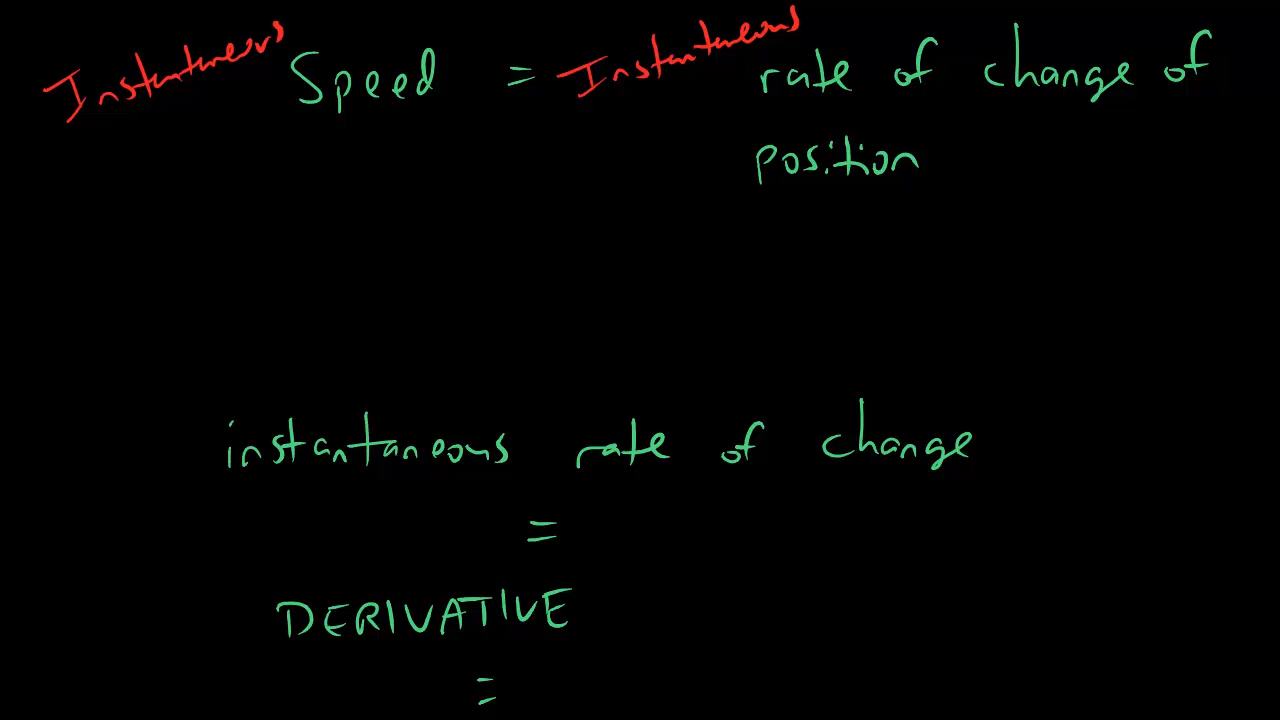 Instantaneous Speed = Instantaneous rate of change of
position
instantaneous rate of change
=
DERIVATIVE
=